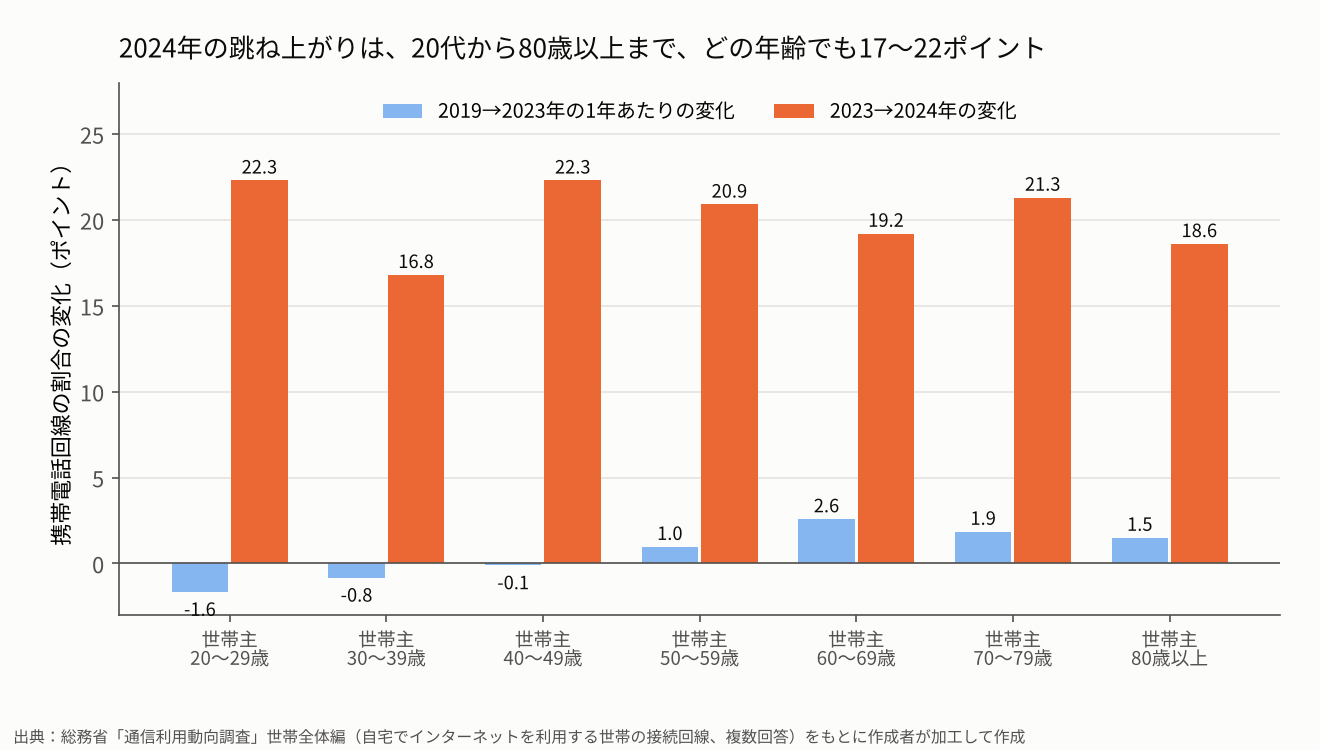 2024年の跳ね上がりは、20代から80歳以上まで、どの年齢でも17～22ポイント
2019→2023年の1年あたりの変化
2023→2024年の変化
携帯電話回線の割合の変化（ポイント）
25
20
15
10
5
0
22.3
16.8
22.3
20.9
19.2
21.3
18.6
-1.6
-0.8
-0.1
1.0
2.6
1.9
1.5
世帯主
20～29歳
世帯主
30～39歳
世帯主
40～49歳
世帯主
50～59歳
世帯主
60～69歳
世帯主
70～79歳
世帯主
80歳以上
出典：総務省「通信利用動向調査」世帯全体編（自宅でインターネットを利用する世帯の接続回線、複数回答）をもとに作成者が加工して作成